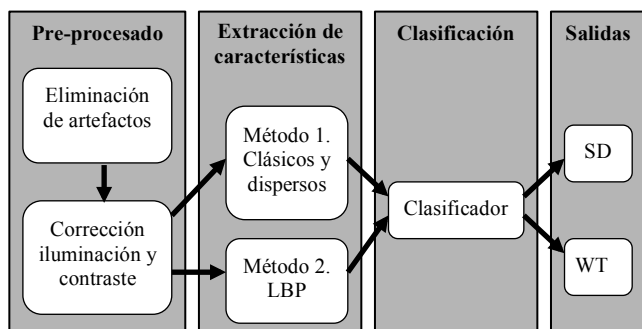 Pre-procesado
Eliminación
de artefactos
Corrección
iluminación y
contraste
Extracción de
características
Método 1.
Clásicos y
dispersos
Método 2.
LBP
Clasificación
Clasificador
Salidas
SD
WT